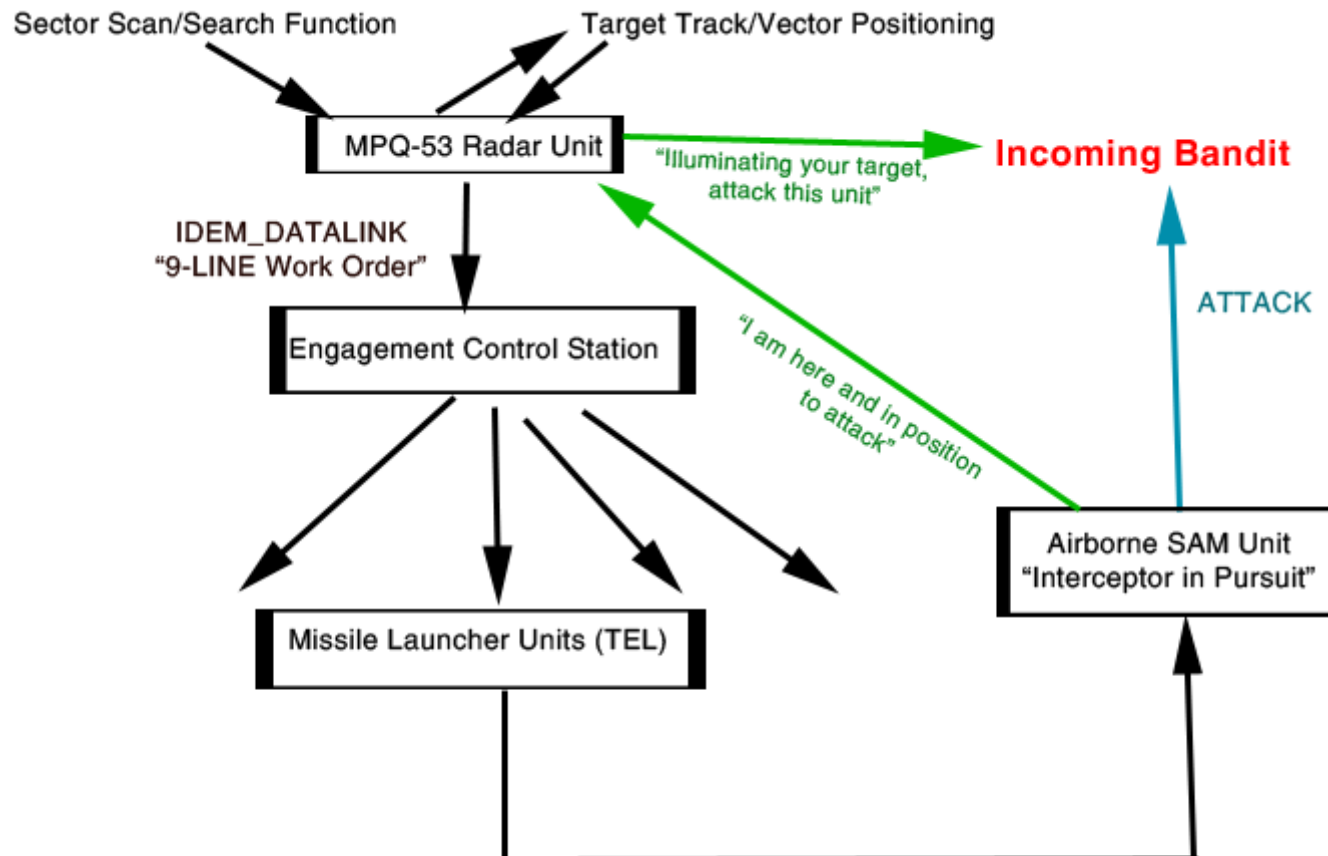 Sector Scan/Search Function
Target Track/Vector Positioning
MPQ-53 Radar Unit
“Illuminating your target,
attack this unit”
Incoming Bandit
IDEM_DATALINK
“9-LINE Work Order”
Engagement Control Station
“I am here and in position
to attack”
ATTACK
Airborne SAM Unit
“Interceptor in Pursuit”
Missile Launcher Units (TEL)